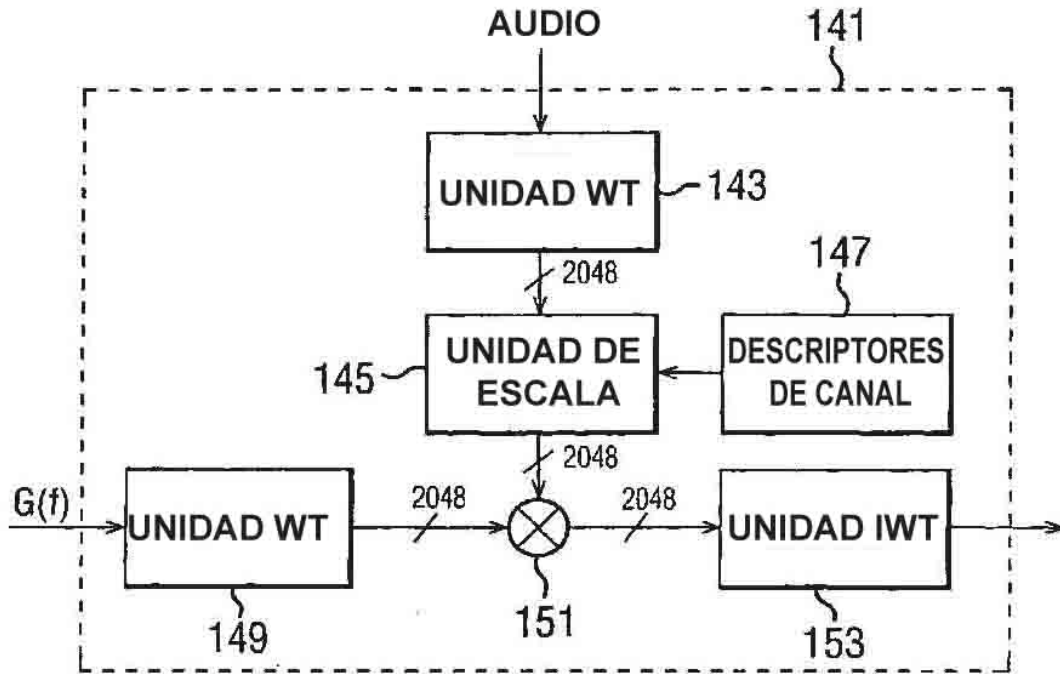 AUDIO
141
UNIDAD WT
143
2048
147
UNIDAD DE
ESCALA
145
DESCRIPTORES
DE CANAL
2048
G(f)
UNIDAD WT
2048
2048
UNIDAD IWT
149
151
153